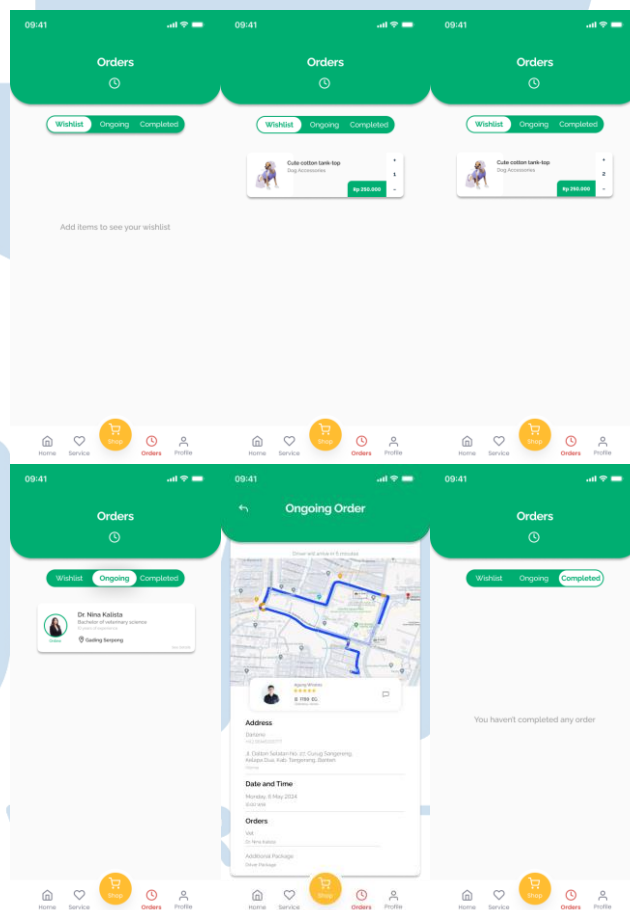 09:41
Orders
Wishlist Ongoing Completed
Add items to see your wishlist
Home Service Shop Orders Profile
09:41
Orders
Wishlist Ongoing Completed
Cute cotton tank-top
Dog Accessories
+
1
-
Rp 250.000
Home Service Shop Orders Profile
09:41
Orders
Wishlist Ongoing Completed
Cute cotton tank-top
Dog Accessories
+
2
-
Rp 250.000
Home Service Shop Orders Profile
09:41
Orders
Wishlist Ongoing Completed
Dr. Nina Kalista
Bachelor of veterinary science
Online
Gading Serpong
Home Service Shop Orders Profile
09:41
Ongoing Order
Driver will arrive in 5 minutes
Agung Wibowo
Address
Jl. Dalton Selatan No. 27, Curug Sangereng,
Kelapa Dua, Kab. Tangerang, Banten
Home
Date and Time
Monday, 6 May 2024
Orders
Vet
Dr. Nina Kalista
Additional Package
Driver Package
Home Service Shop Orders Profile
09:41
Orders
Wishlist Ongoing Completed
You haven't completed any order
Home Service Shop Orders Profile